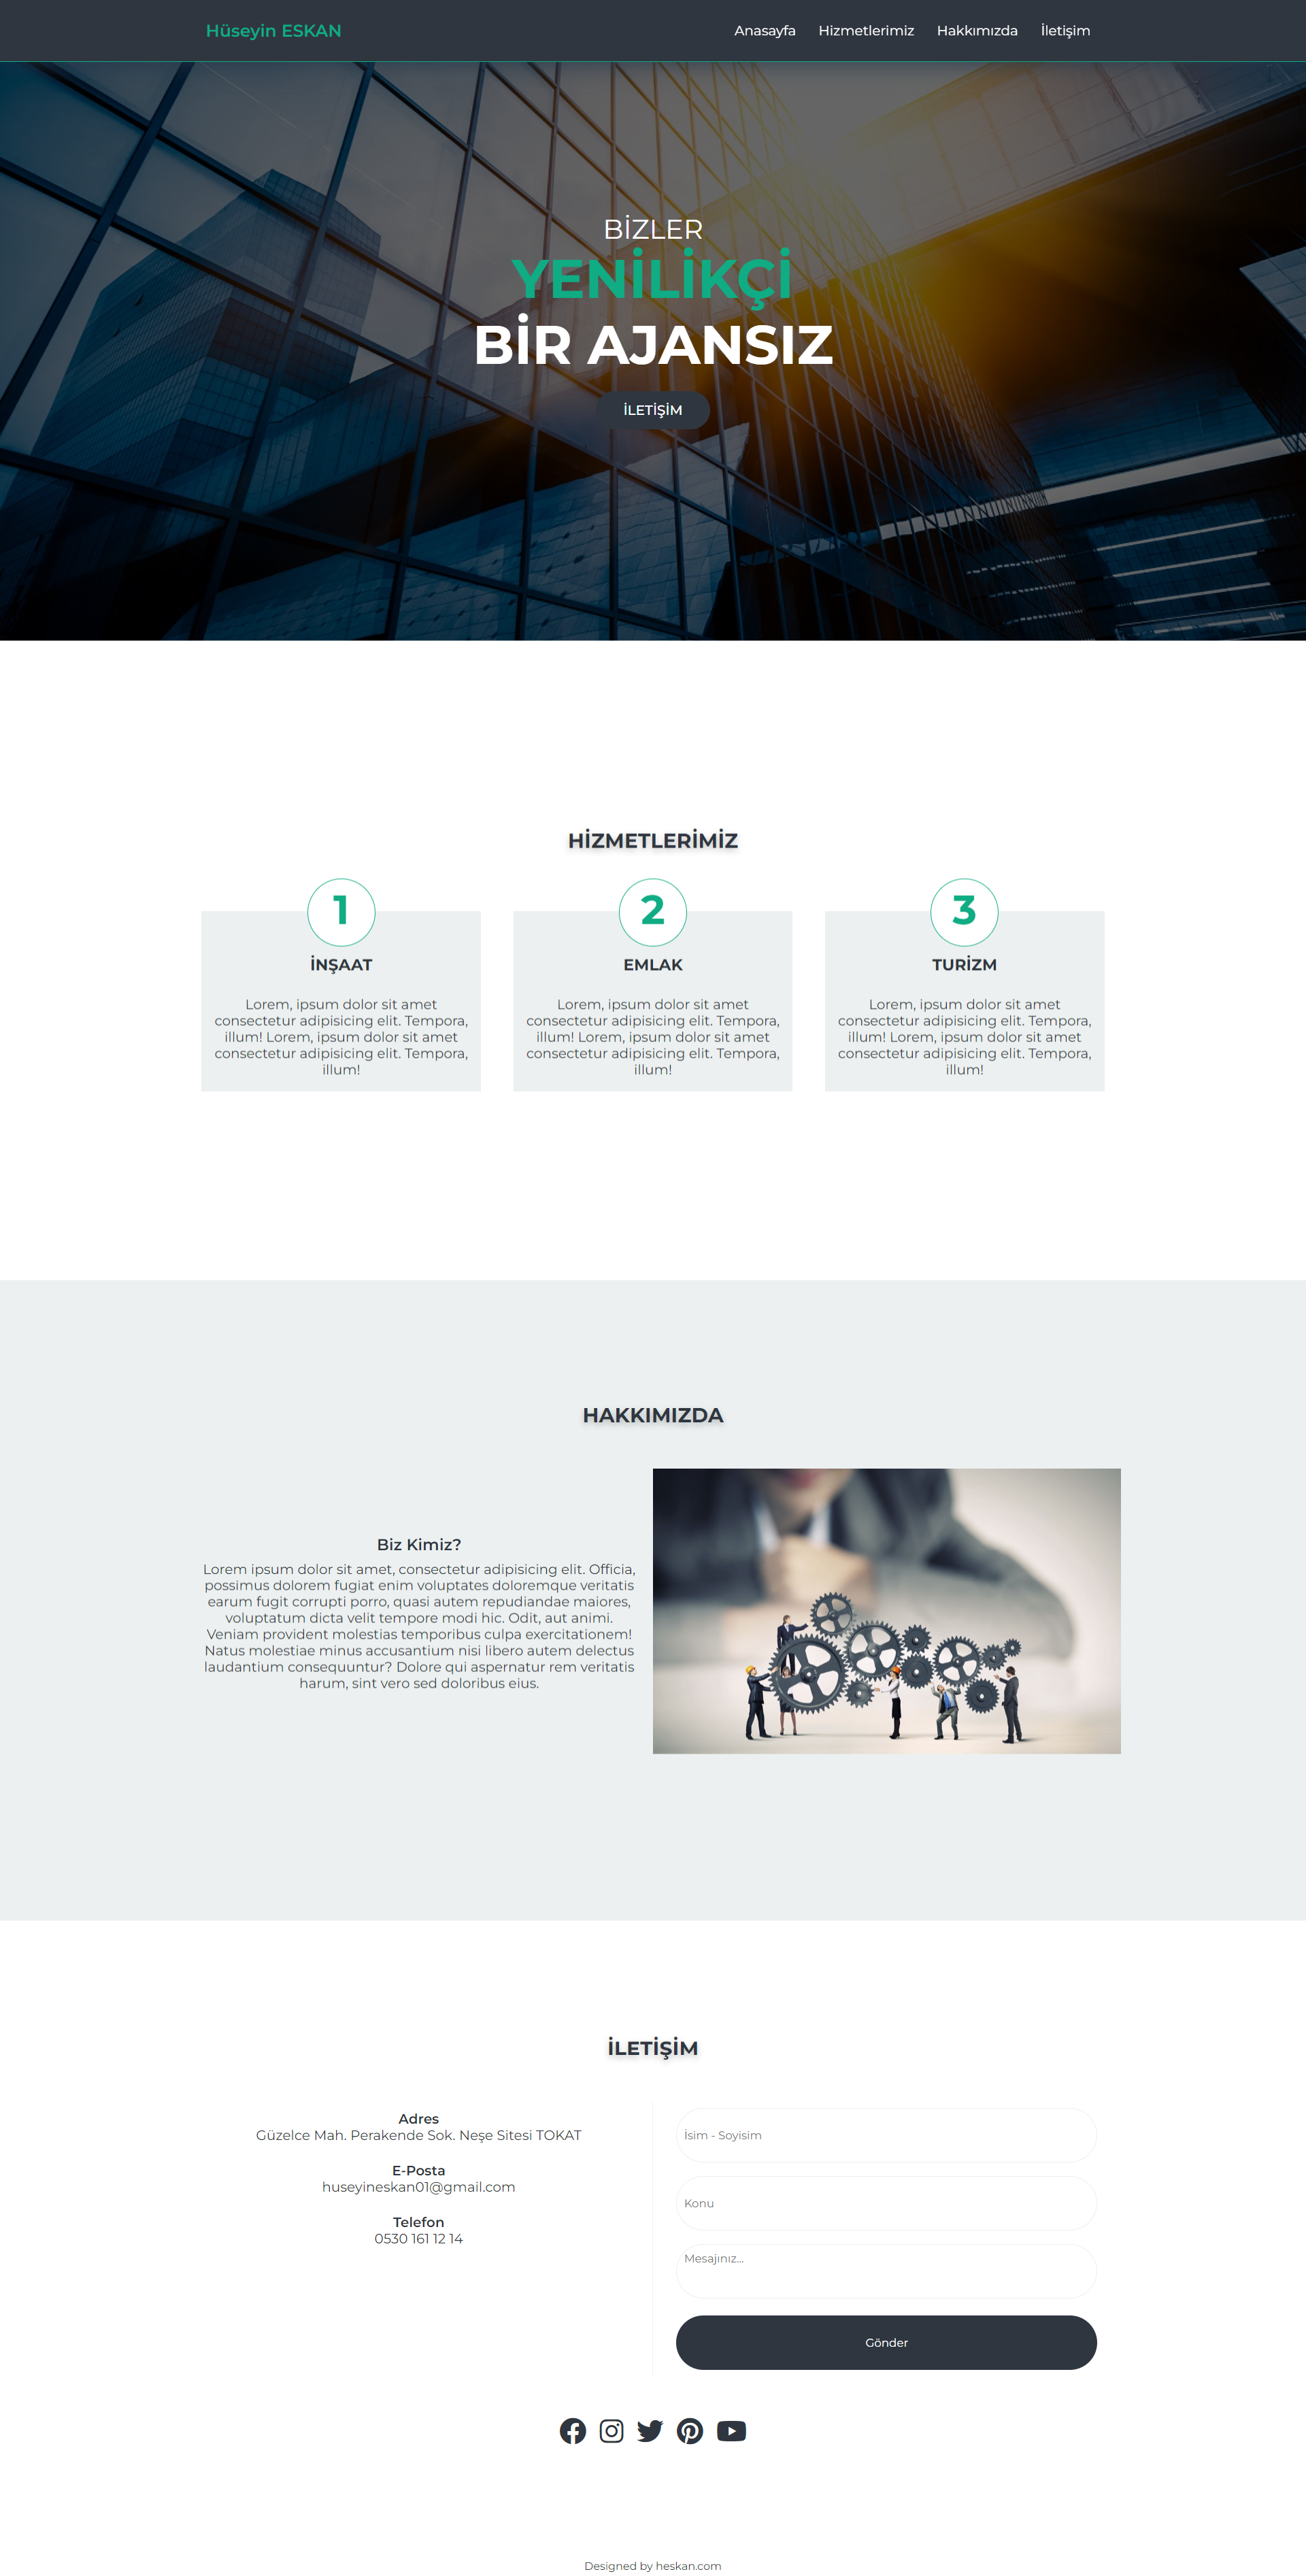 Hüseyin ESKAN
Anasayfa Hizmetlerimiz Hakkımızda İletişim
BİZLER
YENİLİKÇİ
BİR AJANSIZ
İLETİŞİM
HİZMETLERİMİZ
1
İNŞAAT
Lorem, ipsum dolor sit amet
consectetur adipisicing elit. Tempora,
illum! Lorem, ipsum dolor sit amet
consectetur adipisicing elit. Tempora,
illum!
2
EMLAK
Lorem, ipsum dolor sit amet
consectetur adipisicing elit. Tempora,
illum! Lorem, ipsum dolor sit amet
consectetur adipisicing elit. Tempora,
illum!
3
TURİZM
Lorem, ipsum dolor sit amet
consectetur adipisicing elit. Tempora,
illum! Lorem, ipsum dolor sit amet
consectetur adipisicing elit. Tempora,
illum!
HAKKIMIZDA
Biz Kimiz?
Lorem ipsum dolor sit amet, consectetur adipisicing elit. Officia,
possimus dolorem fugiat enim voluptates doloremque veritatis
earum fugit corrupti porro, quasi autem repudiandae maiores,
voluptatum dicta velit tempore modi hic. Odit, aut animi.
Veniam provident molestias temporibus culpa exercitationem!
Natus molestiae minus accusantium nisi libero autem delectus
laudantium consequuntur? Dolore qui aspernatur rem veritatis
harum, sint vero sed doloribus eius.
İLETİŞİM
Adres
Güzelce Mah. Perakende Sok. Neşe Sitesi TOKAT
E-Posta
huseyineskan01@gmail.com
Telefon
0530 161 12 14
İsim - Soyisim
Konu
Mesajınız...
Gönder
Designed by heskan.com